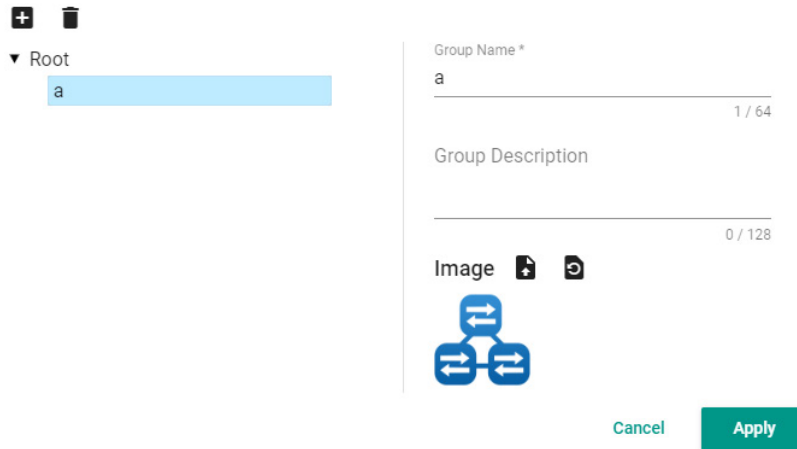 Root
a
Group Name *
a
1 / 64
Group Description
0 / 128
Image
Cancel
Apply